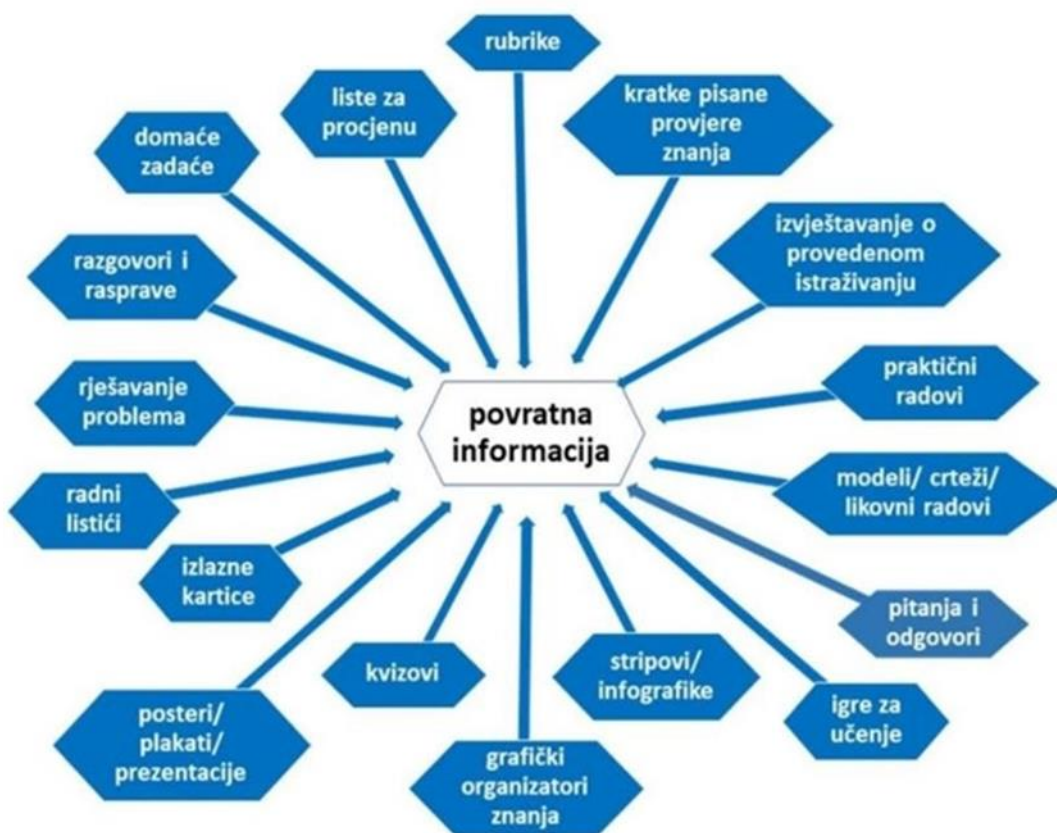 rubrike
liste za
procjenu
kratke pisane
provjere
znanja
domaće
zadaće
izvještavanje o
provedenom
istraživanju
razgovori i
rasprave
praktični
radovi
rješavanje
problema
povratna
informacija
modeli/ crteži/
likovni radovi
radni
listići
izlazne
kartice
pitanja i
odgovori
kvizovi
stripovi/
infografike
posteri/
plakati/
prezentacije
igre za
učenje
grafički
organizatori
znanja